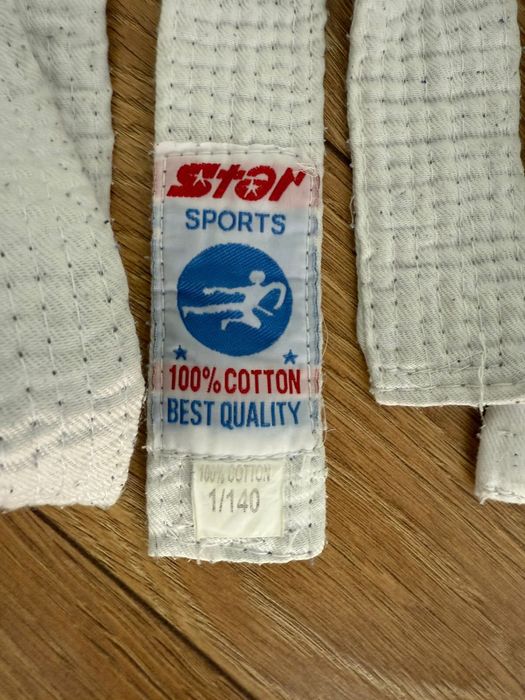 Star
SPORTS
100% COTTON
BEST QUALITY
100% COTTON
1/140